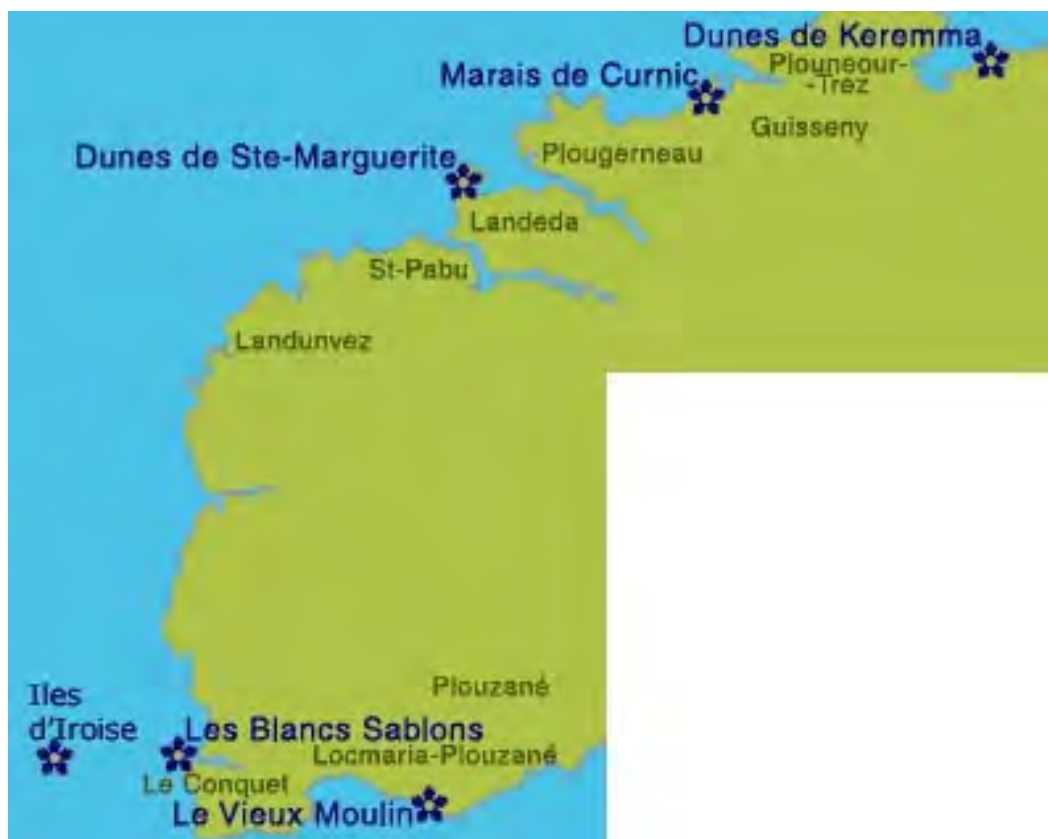 Dunes de Keremma
Plouneour-
-Trez
Marais de Curnic
Guisseny
Plougerneau
Dunes de Ste-Marguerite
Landeda
St-Pabu
Landunvez
Plouzané
Iles
d'Iroise
Les Blancs Sablons
Locmaria-Plouzané
Le Conquet
Le Vieux Moulin